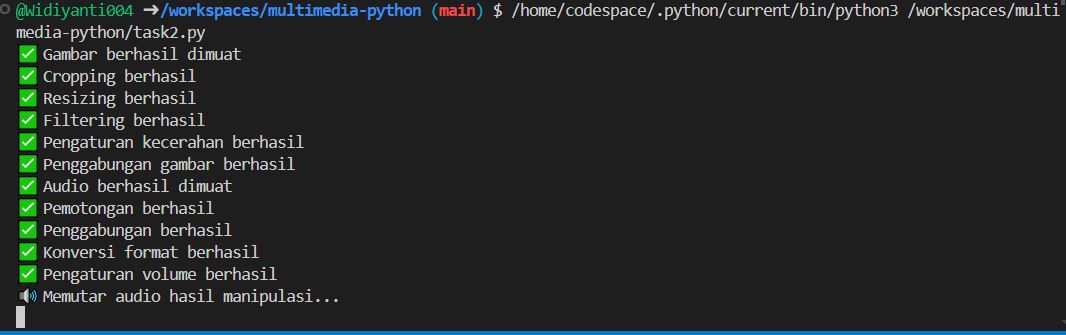 @Widiyanti004 ➜/workspaces/multimedia-python (main) $ /home/codespace/.python/current/bin/python3 /workspaces/multi
media-python/task2.py
✅ Gambar berhasil dimuat
✅ Cropping berhasil
✅ Resizing berhasil
✅ Filtering berhasil
✅ Pengaturan kecerahan berhasil
✅ Penggabungan gambar berhasil
✅ Audio berhasil dimuat
✅ Pemotongan berhasil
✅ Penggabungan berhasil
✅ Konversi format berhasil
✅ Pengaturan volume berhasil
🔊 Memutar audio hasil manipulasi...